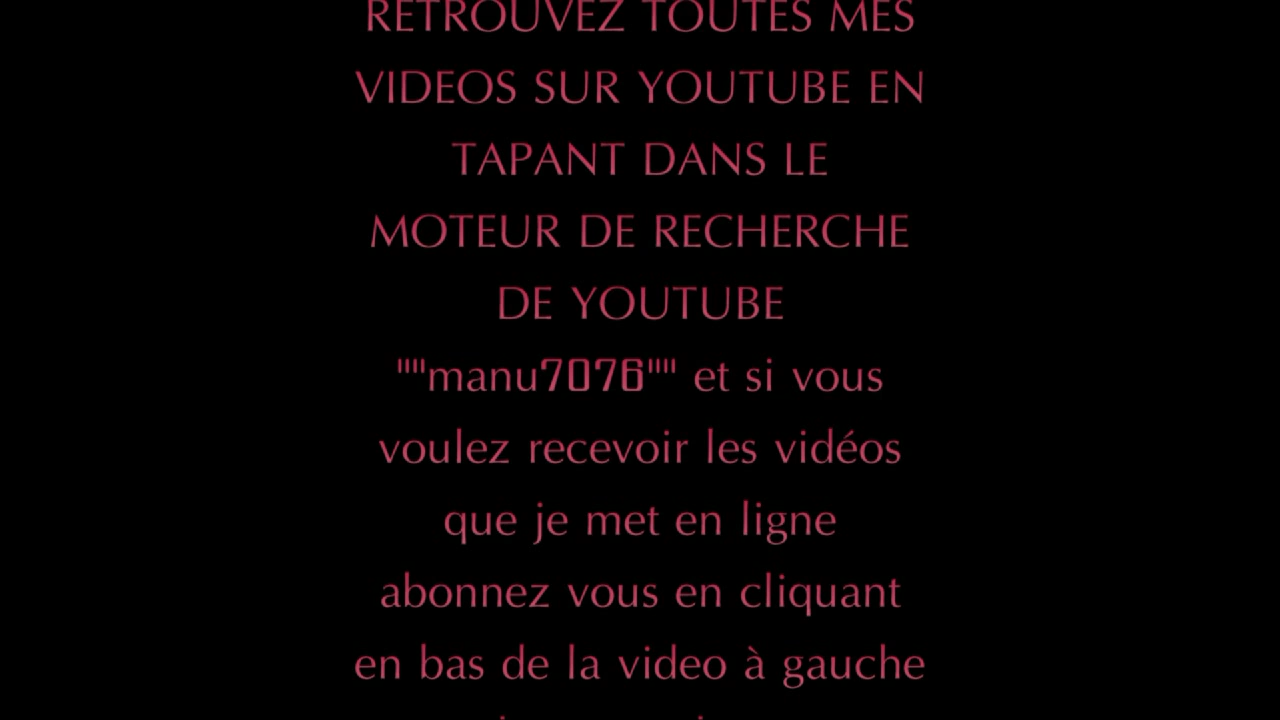 RETROUVEZ TOUTES MES
VIDEOS SUR YOUTUBE EN
TAPANT DANS LE
MOTEUR DE RECHERCHE
DE YOUTUBE
""manu7076"" et si vous
voulez recevoir les vidéos
que je met en ligne
abonnez vous en cliquant
en bas de la video à gauche